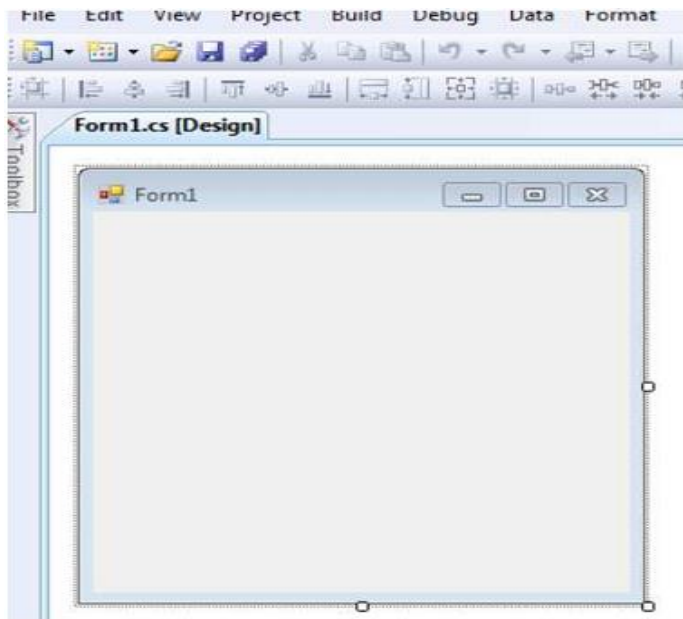 File Edit View Project Build Debug Data Format
Form1.cs [Design]
Toolbox
Form1